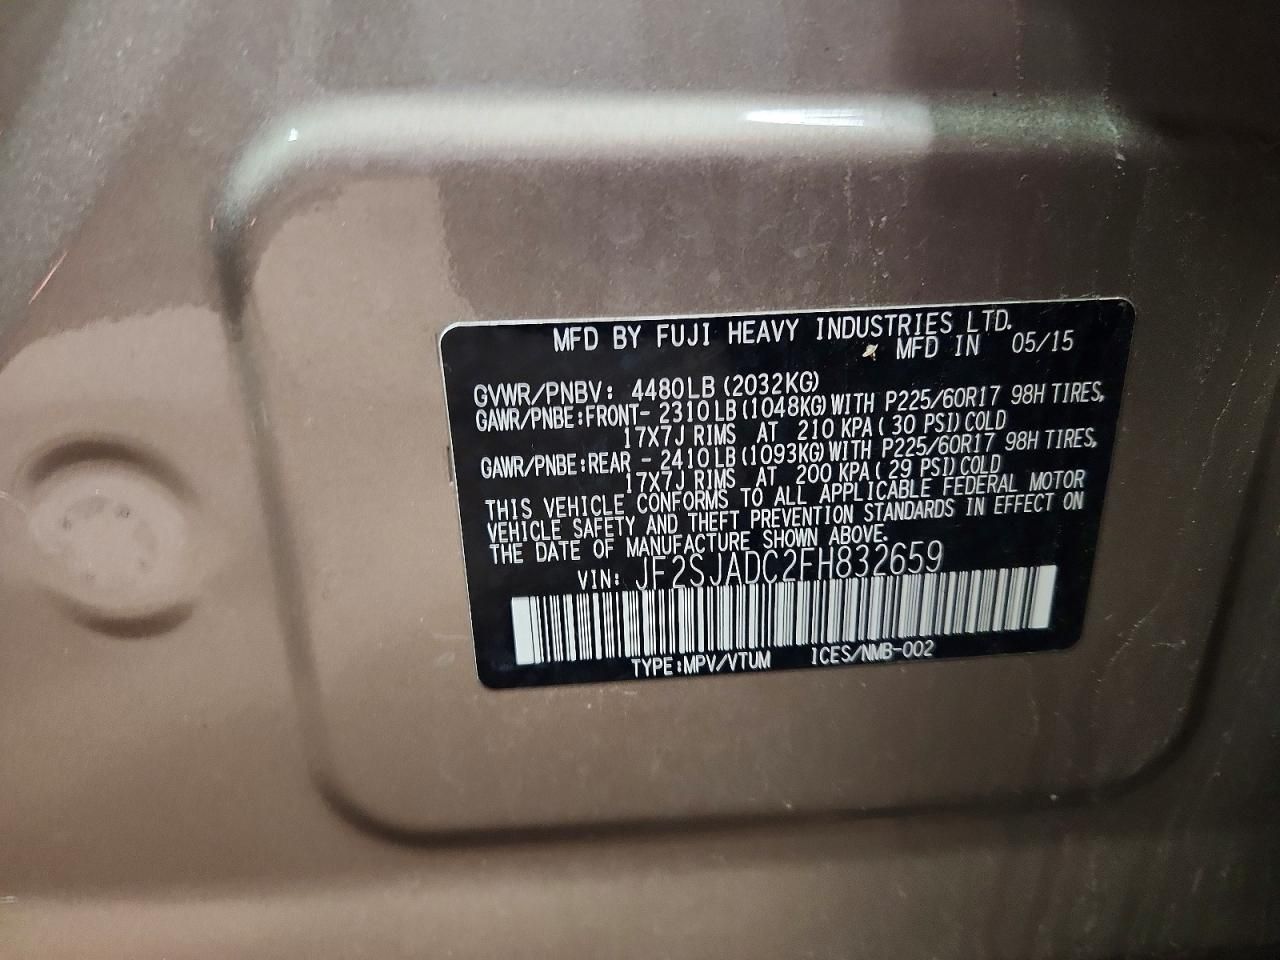 MFD BY FUJI HEAVY INDUSTRIES LTD.
MFD IN 05/15
GVWR/PNBV: 4480LB (2032KG)
GAWR/PNBE:FRONT- 2310LB (1048KG) WITH P225/60R17 98H TIRES,
17X7J RIMS AT 210 KPA ( 30 PSI) COLD
GAWR/PNBE:REAR - 2410LB (1093KG) WITH P225/60R17 98H TIRES,
17X7J RIMS AT 200 KPA ( 29 PSI) COLD
THIS VEHICLE CONFORMS TO ALL APPLICABLE FEDERAL MOTOR
VEHICLE SAFETY AND THEFT PREVENTION STANDARDS IN EFFECT ON
THE DATE OF MANUFACTURE SHOWN ABOVE.
VIN: JF2SJADC2FH832659
TYPE:MPV/VTUM ICES/NMB-002